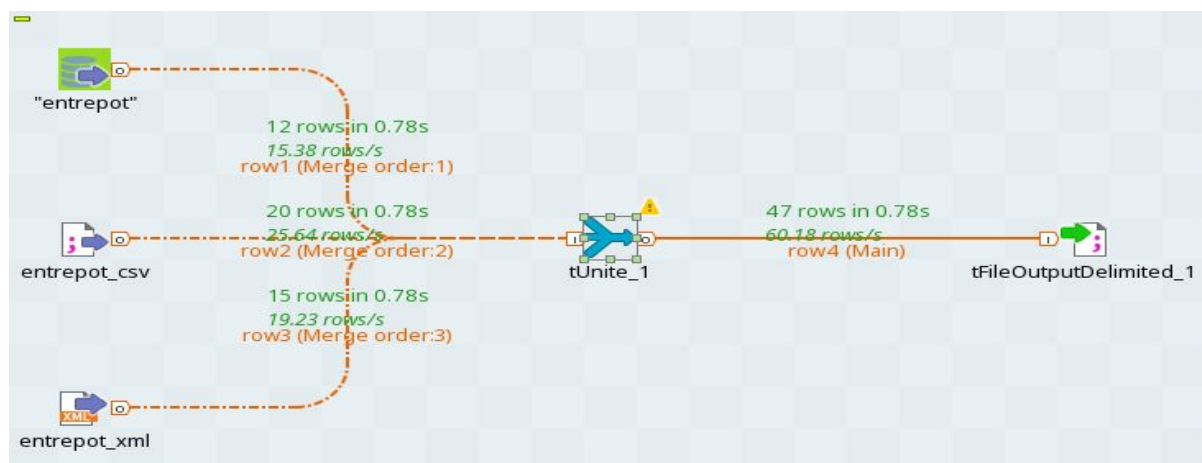 "entrepot"
12 rows in 0.78s
15.38 rows/s
row1 (Merge order:1)
20 rows in 0.78s
25.64 rows/s
row2 (Merge order:2)
entrepot_csv
tUnite_1
47 rows in 0.78s
60.18 rows/s
row4 (Main)
tFileOutputDelimited_1
15 rows in 0.78s
19.23 rows/s
row3 (Merge order:3)
XML
entrepot_xml